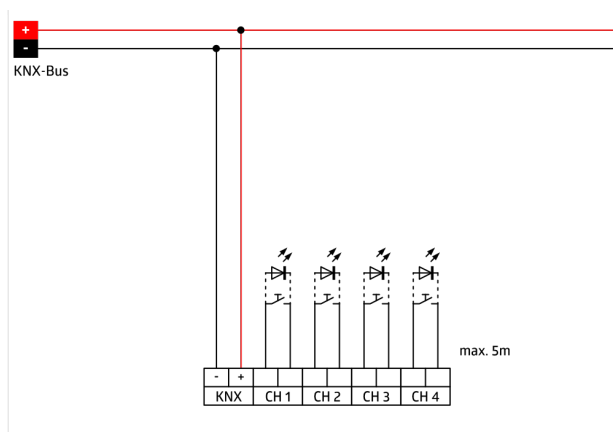 +
-
KNX-Bus
max. 5m
- +
KNX CH 1 CH 2 CH 3 CH 4